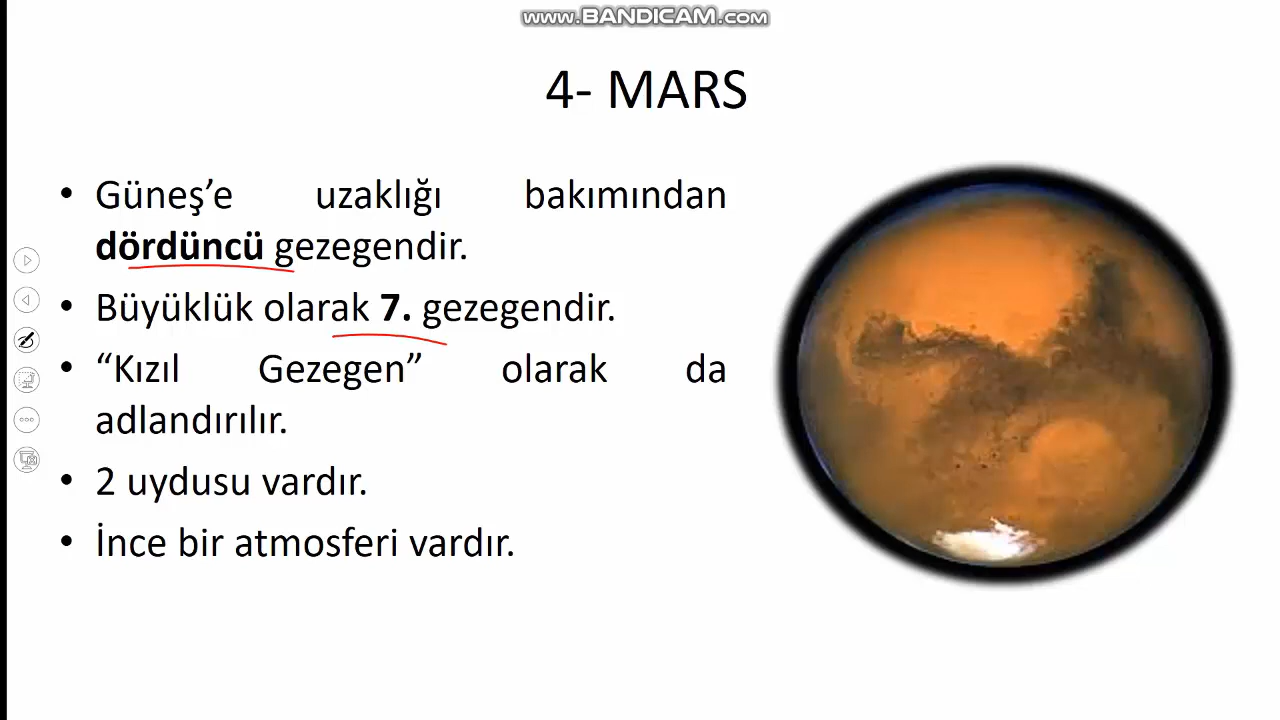 www.BANDICAM.com
4- MARS
• Güneş’e uzaklığı bakımından
dördüncü gezegendir.
• Büyüklük olarak 7. gezegendir.
• “Kızıl Gezegen” olarak da
adlandırılır.
• 2 uydusu vardır.
• İnce bir atmosferi vardır.